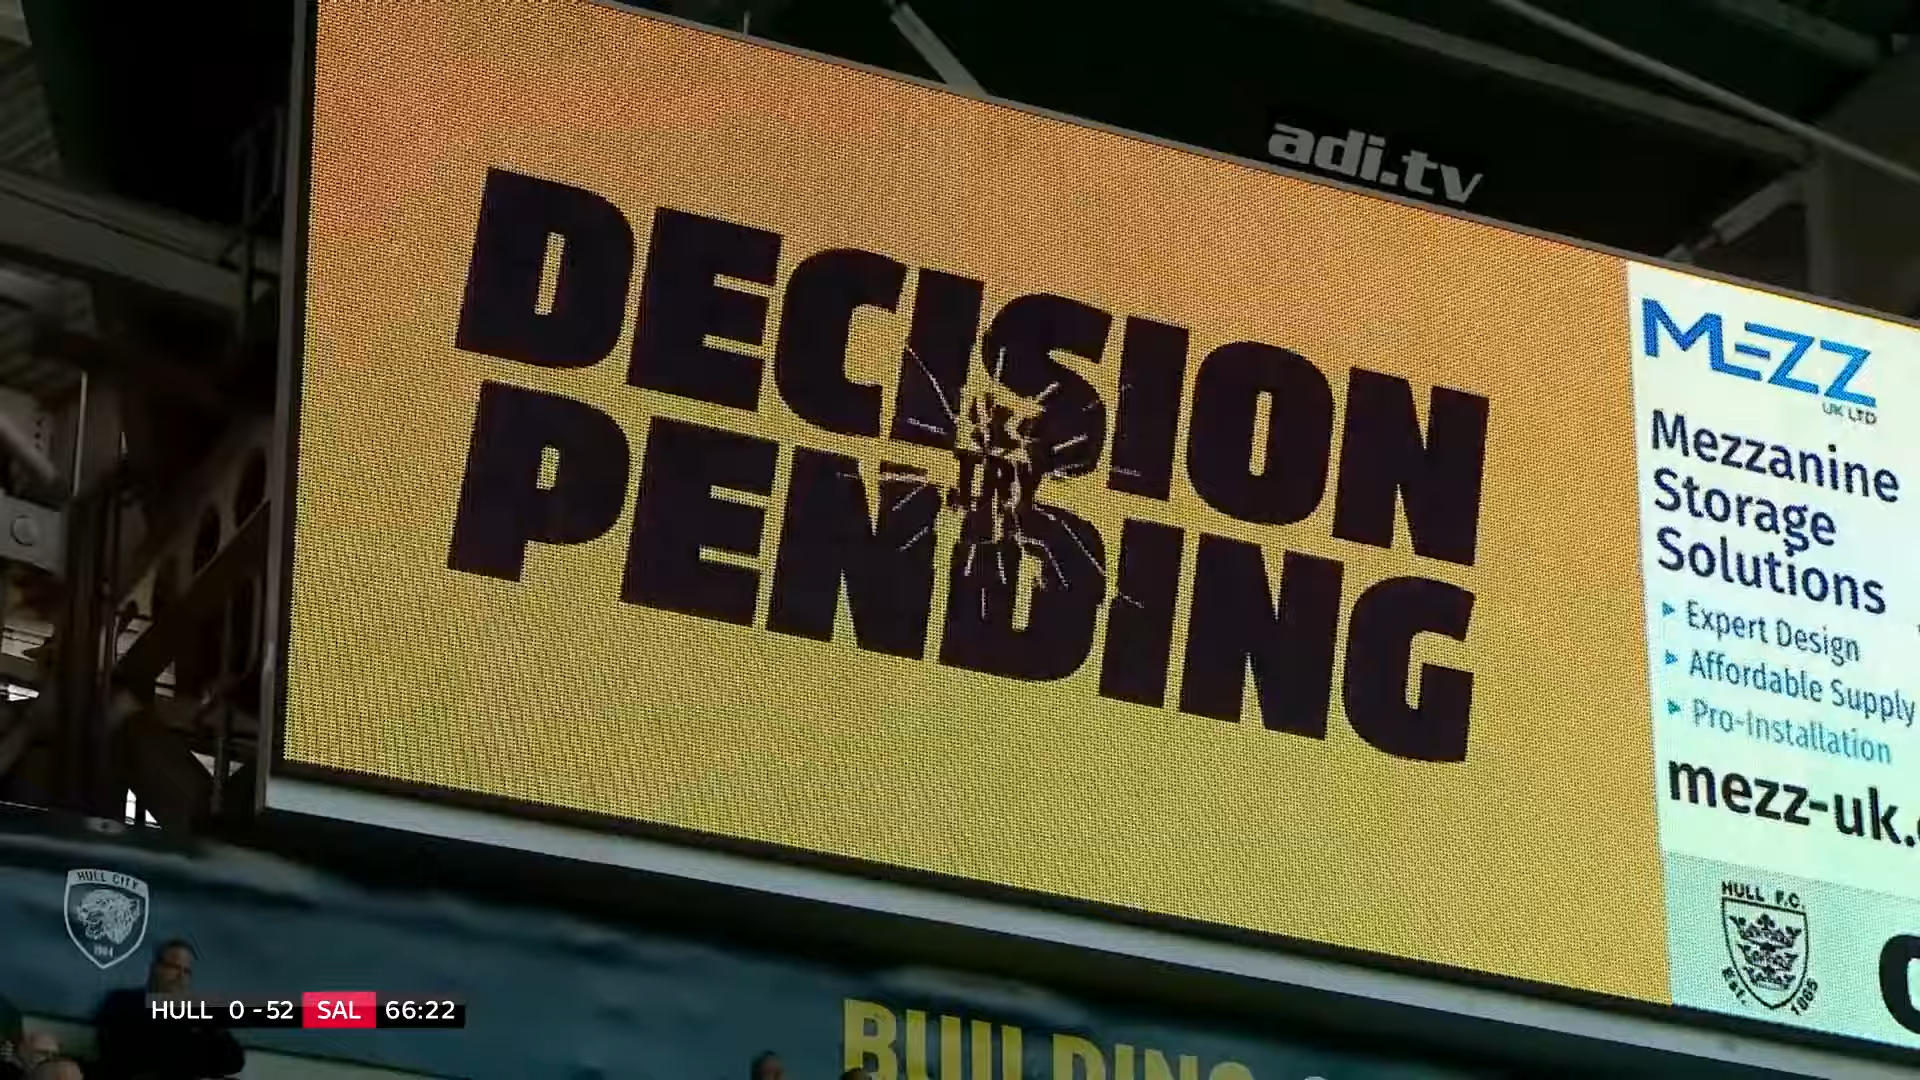 adi.tv
DECISION
PENDING
TRY
MEZZ
UK LTD
Mezzanine
Storage
Solutions
Expert Design
Affordable Supply
Pro-Installation
mezz-uk.
HULL F.C.
EST. 1865
HULL CITY
1904
HULL 0-52 SAL 66:22
BUILDING